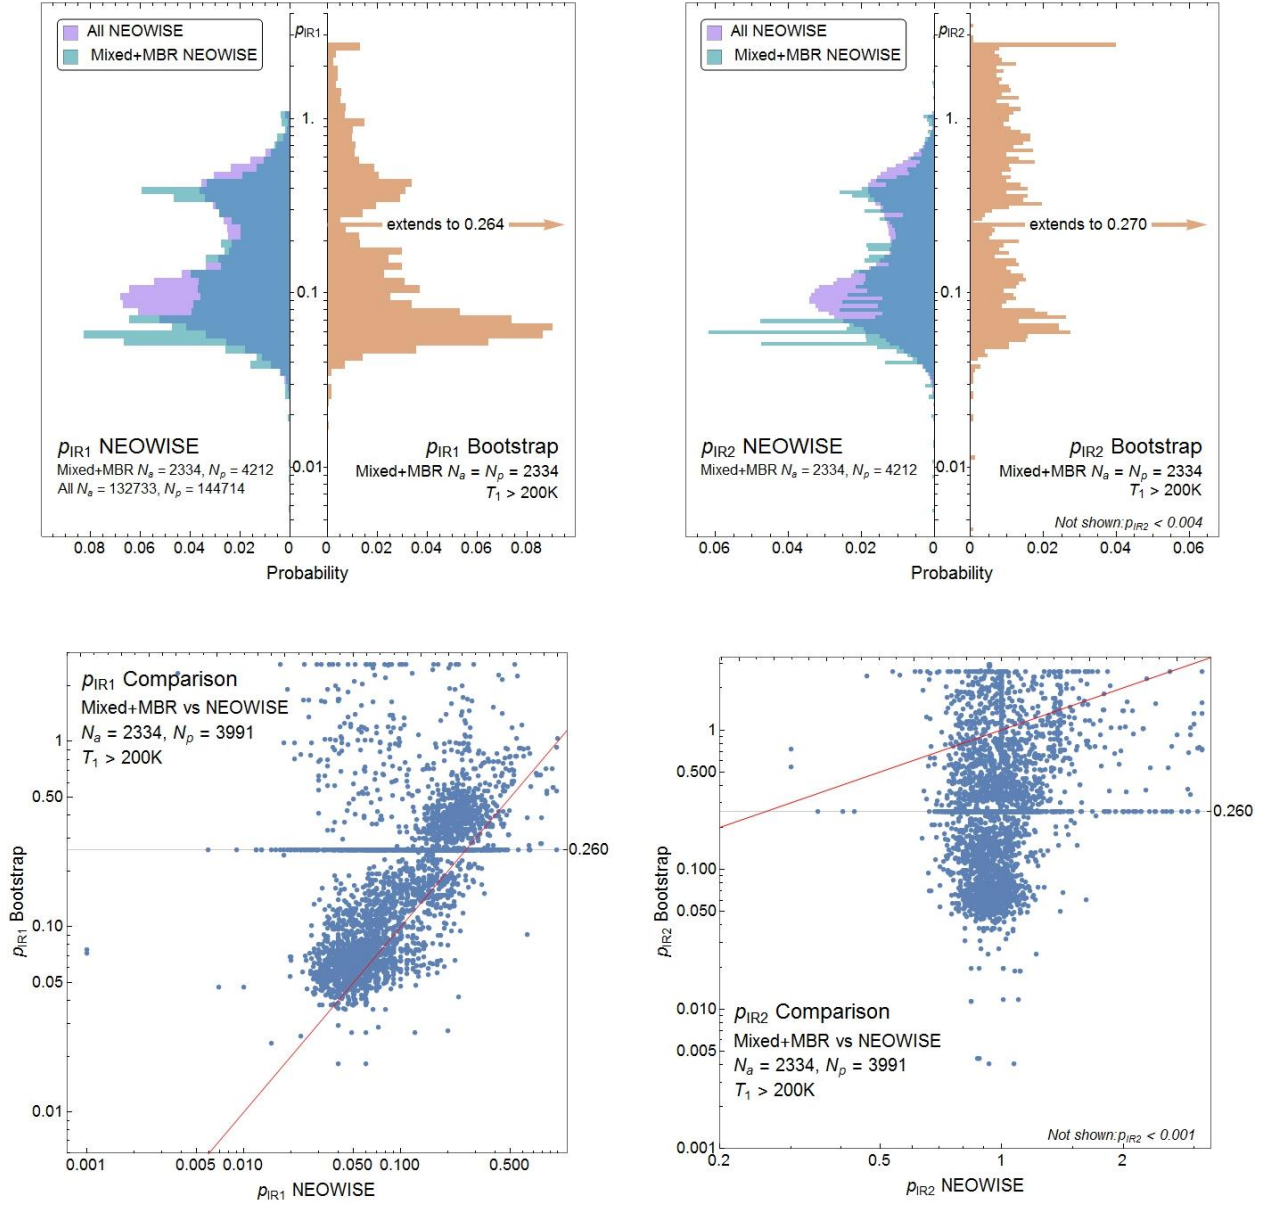 All NEOWISE
Mixed+MBR NEOWISE
pIR1
1.
0.1
0.01
extends to 0.264
pIR1 NEOWISE
Mixed+MBR Na = 2334, Np = 4212
All Na = 132733, Np = 144714
pIR1 Bootstrap
Mixed+MBR Na = Np = 2334
T1 > 200K
0.08 0.06 0.04 0.02 0 0 0.02 0.04 0.06 0.08
Probability
All NEOWISE
Mixed+MBR NEOWISE
pIR2
1.
0.1
0.01
extends to 0.270
pIR2 NEOWISE
Mixed+MBR Na = 2334, Np = 4212
pIR2 Bootstrap
Mixed+MBR Na = Np = 2334
T1 > 200K
Not shown:pIR2 < 0.004
0.06 0.04 0.02 0 0 0.02 0.04 0.06
Probability
pIR1 Comparison
Mixed+MBR vs NEOWISE
Na = 2334, Np = 3991
T1 > 200K
1
0.50
0.10
0.05
0.01
0.260
pIR1 Bootstrap
0.001 0.005 0.010 0.050 0.100 0.500
pIR1 NEOWISE
1
0.500
0.100
0.050
0.010
0.005
0.001
0.260
pIR2 Bootstrap
pIR2 Comparison
Mixed+MBR vs NEOWISE
Na = 2334, Np = 3991
T1 > 200K
Not shown:pIR2 < 0.001
0.2 0.5 1 2
pIR2 NEOWISE